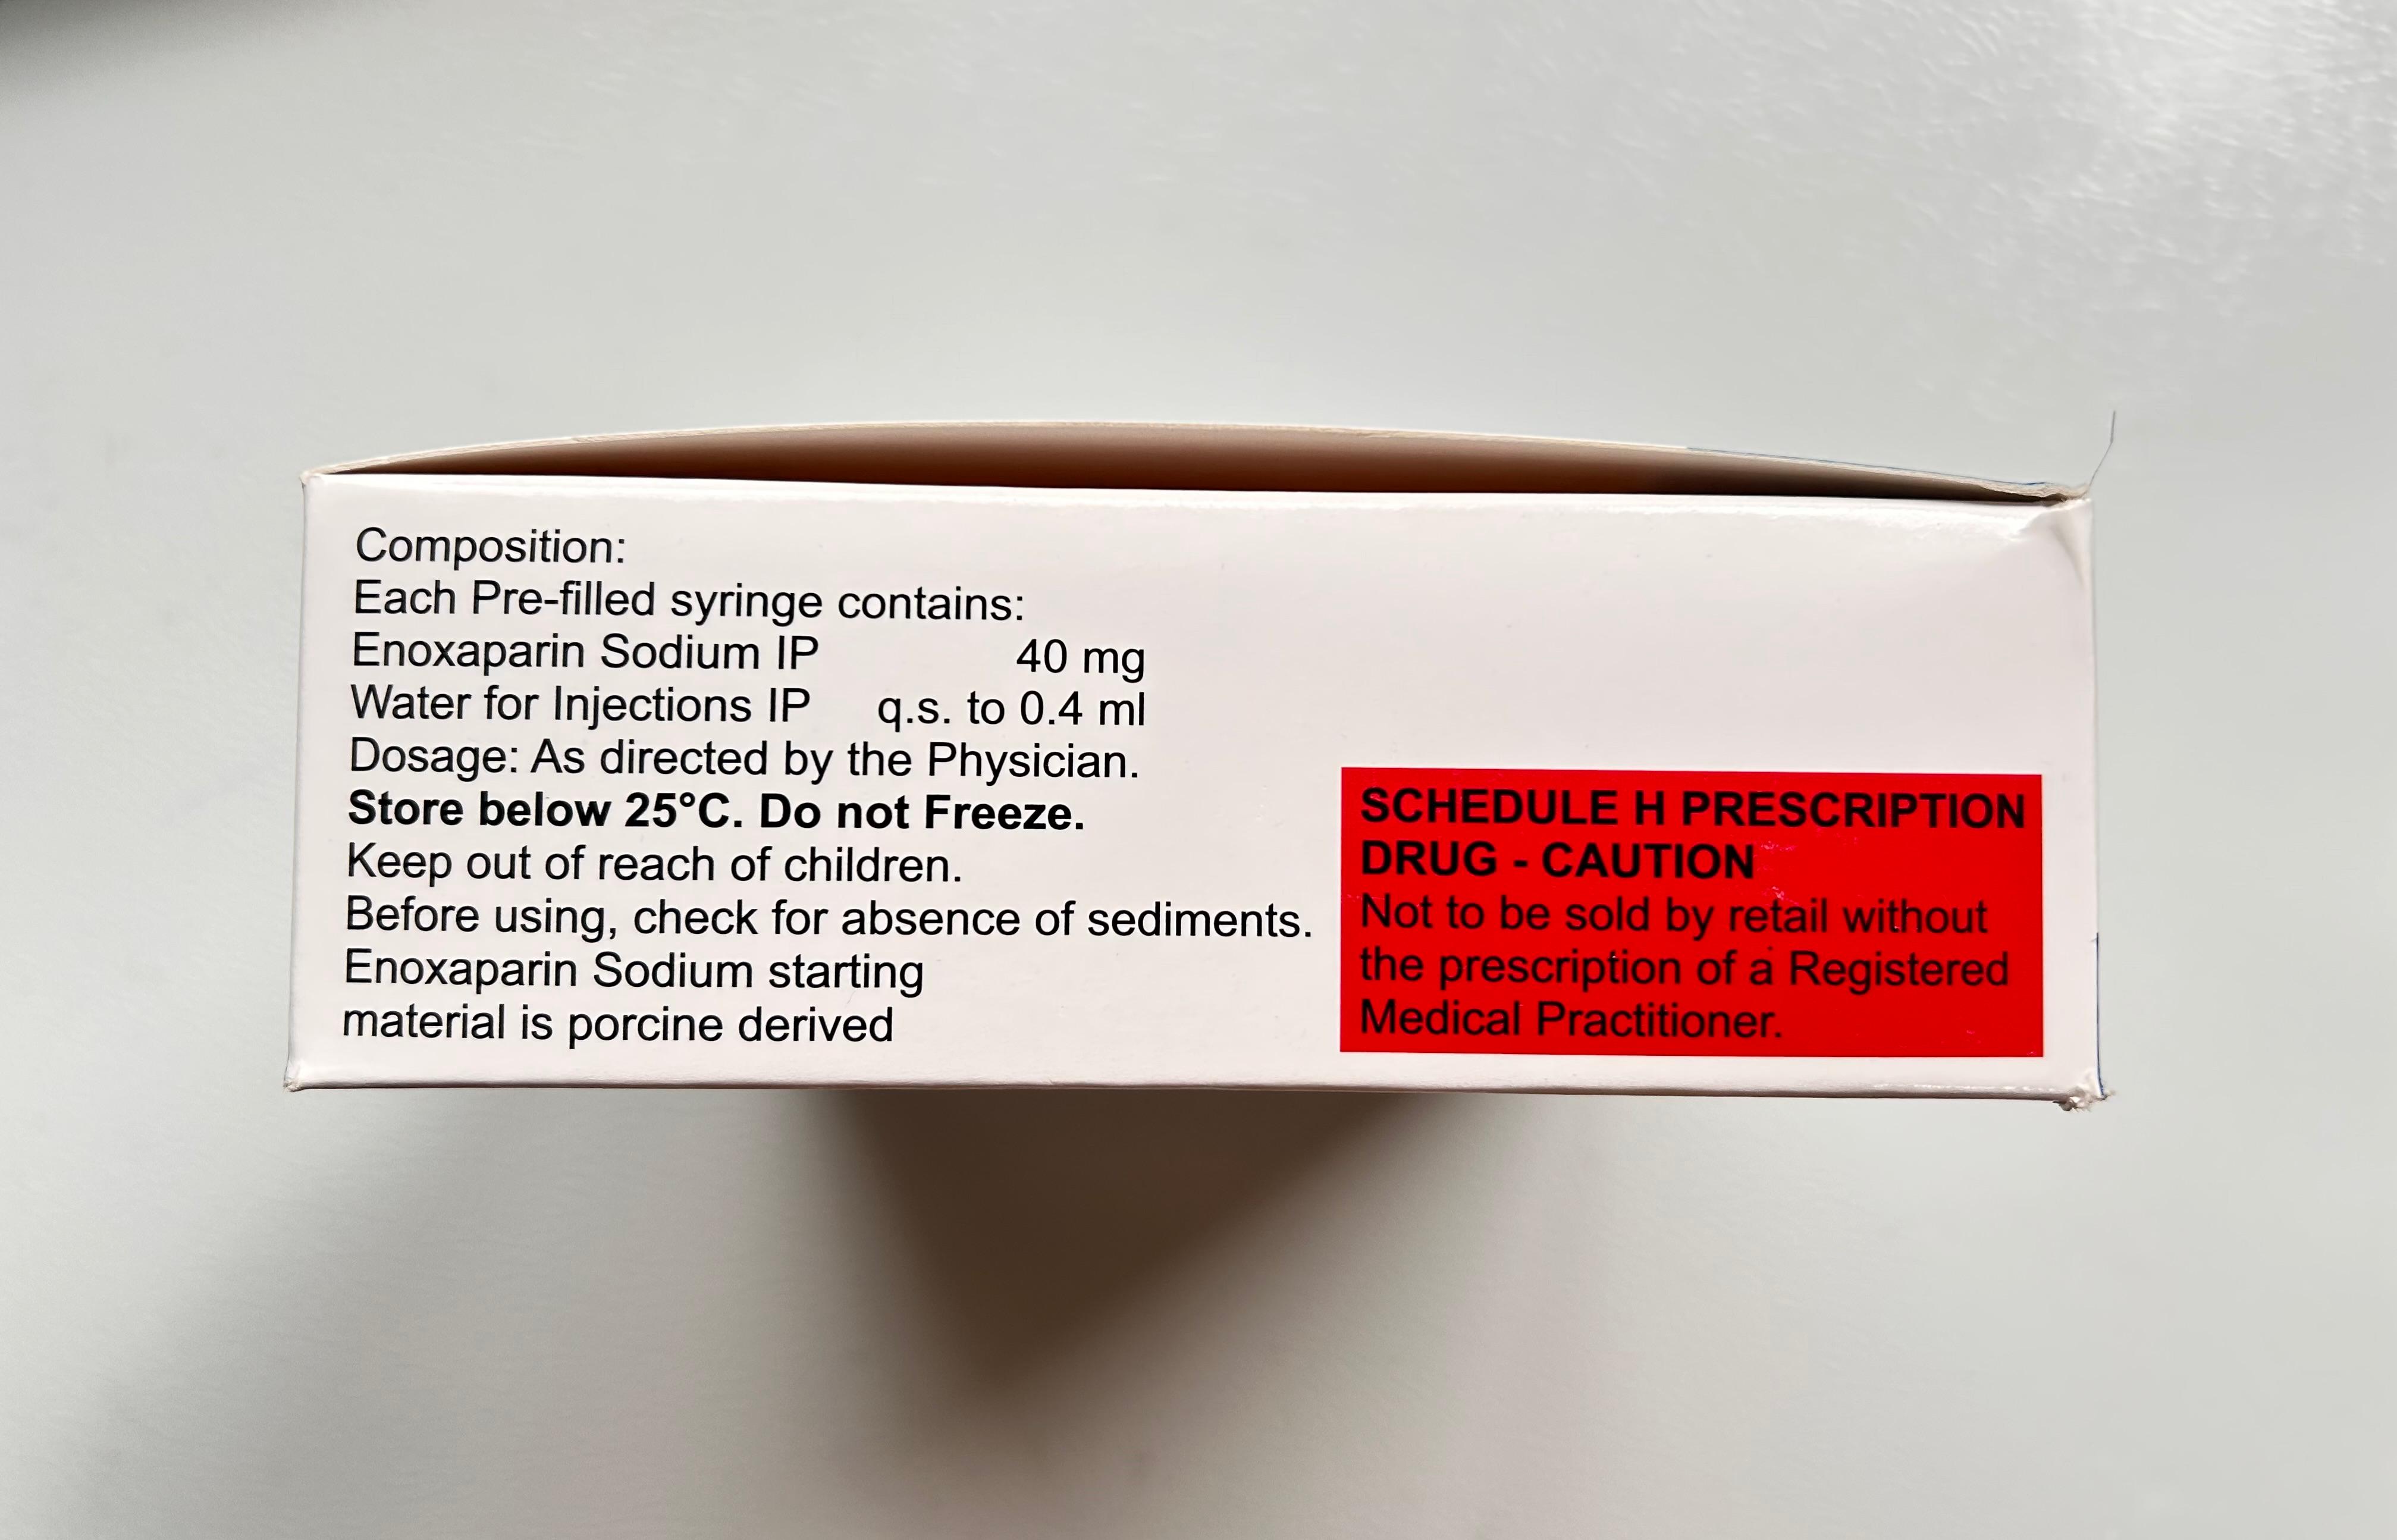 Composition:
Each Pre-filled syringe contains:
Enoxaparin Sodium IP 40 mg
Water for Injections IP q.s. to 0.4 ml
Dosage: As directed by the Physician.
Store below 25°C. Do not Freeze.
Keep out of reach of children.
Before using, check for absence of sediments.
Enoxaparin Sodium starting
material is porcine derived
SCHEDULE H PRESCRIPTION
DRUG - CAUTION
Not to be sold by retail without
the prescription of a Registered
Medical Practitioner.